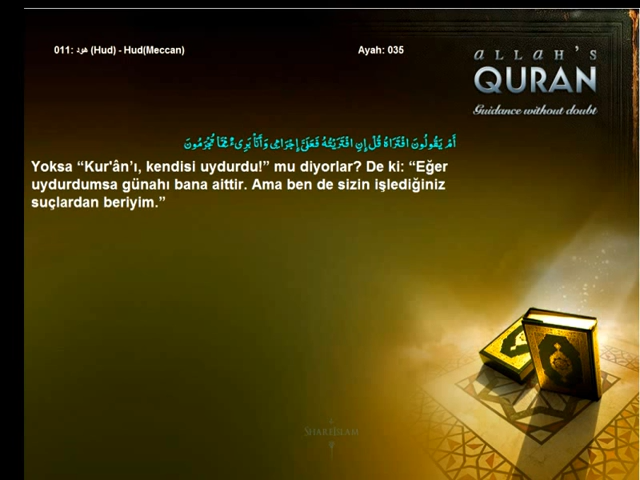 011: هود (Hud) - Hud(Meccan)
Ayah: 035
ALLAH'S
QURAN
Guidance without doubt
أَمْ يَقُولُونَ افْتَرَاهُ قُلْ إِنِ افْتَرَيْتُهُ فَعَلَيَّ إِجْرَامِي وَأَنَاْ بَرِيءٌ مِّمَّا تُجْرَمُونَ
Yoksa “Kur'ân’ı, kendisi uydurdu!” mu diyorlar? De ki: “Eğer
uydurdumsa günahı bana aittir. Ama ben de sizin işlediğiniz
suçlardan beriyim.”
SHAREISLAM